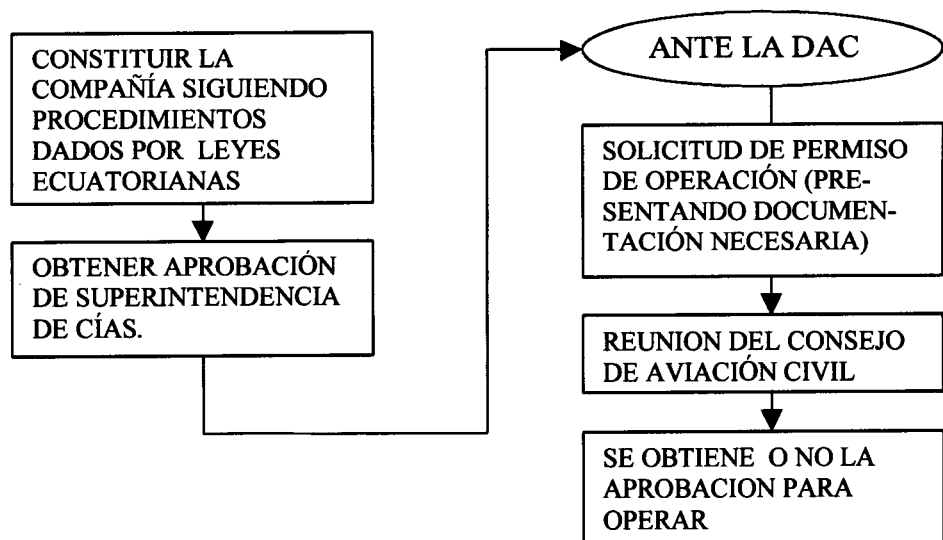 CONSTITUIR LA
COMPAÑÍA SIGUIENDO
PROCEDIMIENTOS
DADOS POR LEYES
ECUATORIANAS
OBTENER APROBACIÓN
DE SUPERINTENDENCIA
DE CÍAS.
ANTE LA DAC
SOLICITUD DE PERMISO
DE OPERACIÓN (PRE-
SENTANDO DOCUMEN-
TACIÓN NECESARIA)
REUNION DEL CONSEJO
DE AVIACIÓN CIVIL
SE OBTIENE O NO LA
APROBACION PARA
OPERAR